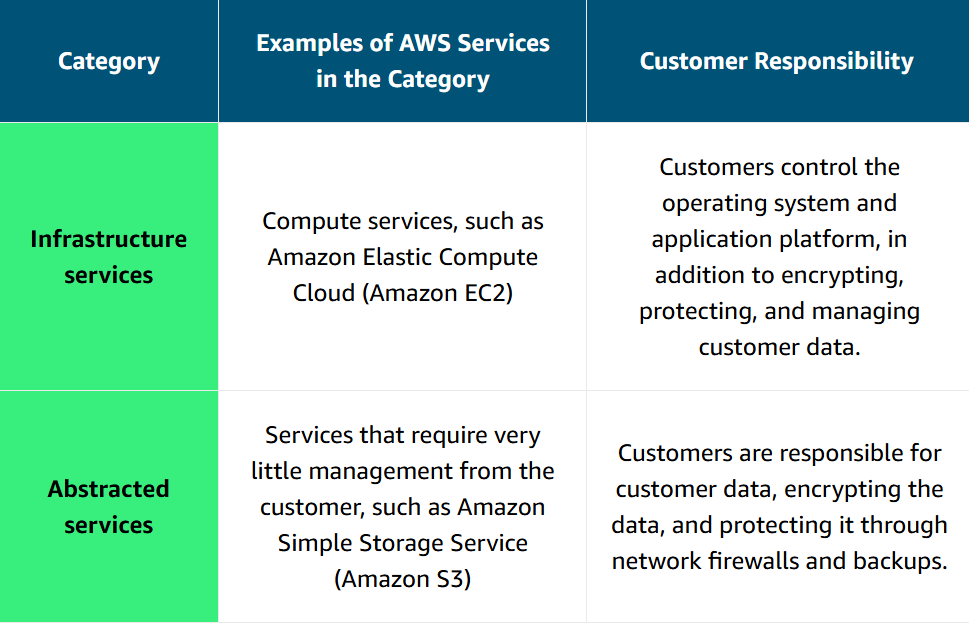 Category
Examples of AWS Services
in the Category
Customer Responsibility
Infrastructure
services
Compute services, such as
Amazon Elastic Compute
Cloud (Amazon EC2)
Customers control the
operating system and
application platform, in
addition to encrypting,
protecting, and managing
customer data.
Abstracted
services
Services that require very
little management from the
customer, such as Amazon
Simple Storage Service
(Amazon S3)
Customers are responsible for
customer data, encrypting the
data, and protecting it through
network firewalls and backups.